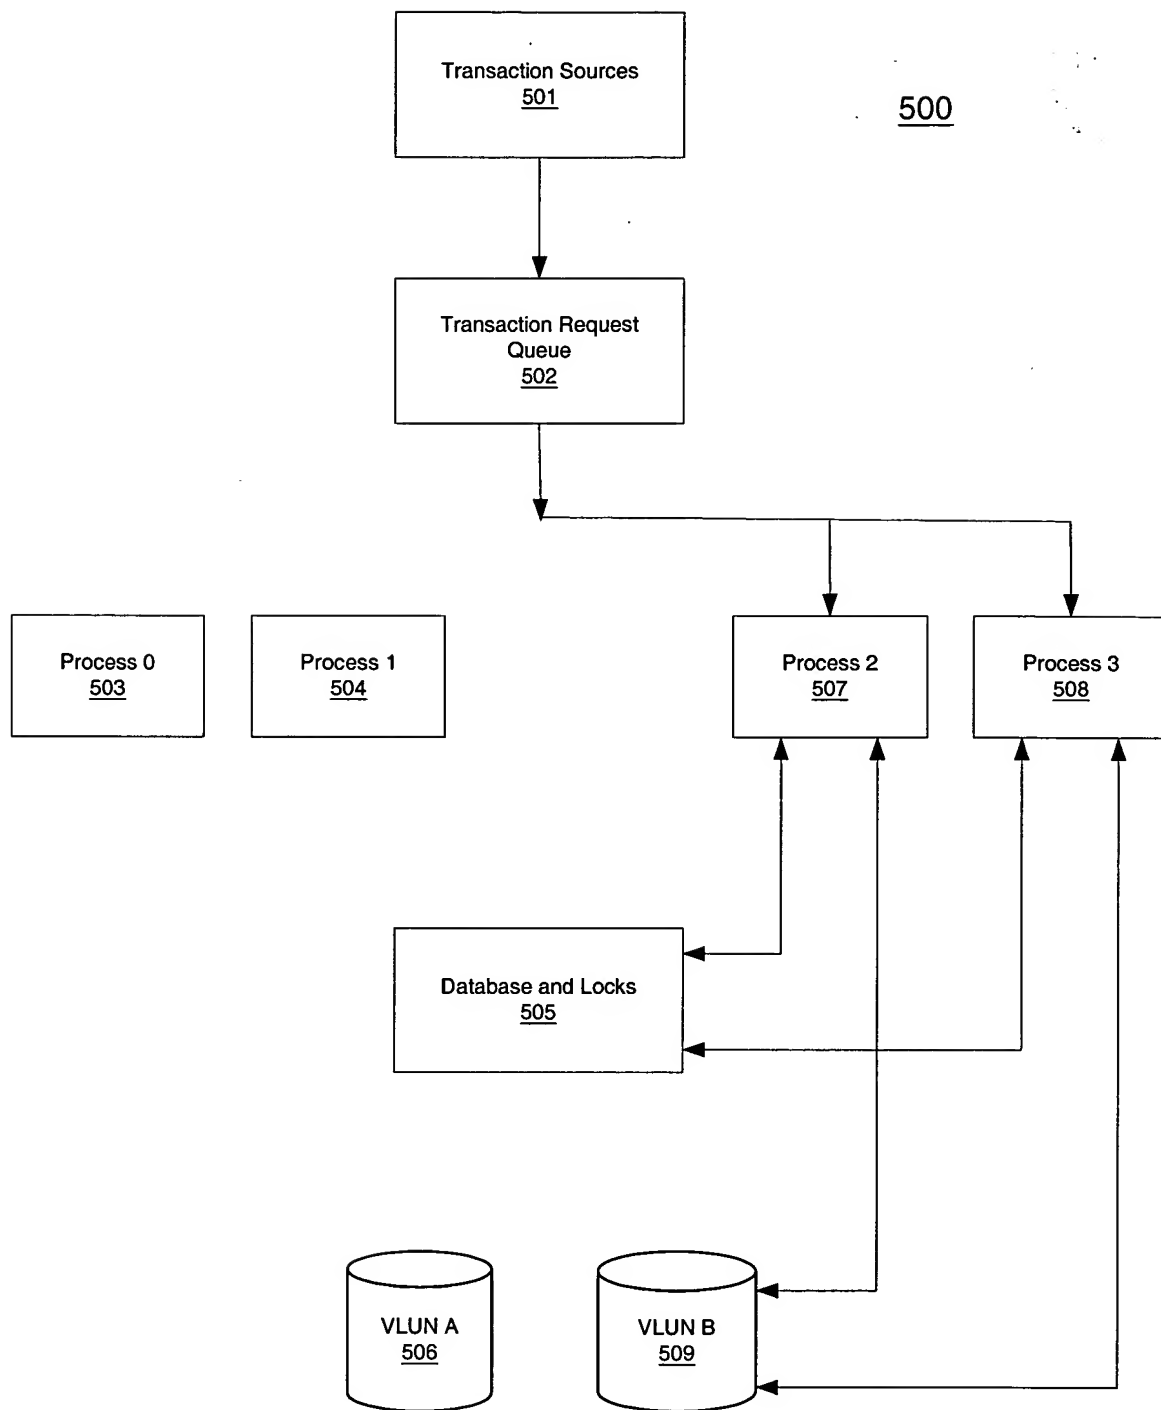 Transaction Sources
501
500
Transaction Request
Queue
502
Process 0
503
Process 1
504
Process 2
507
Process 3
508
Database and Locks
505
VLUN A
506
VLUN B
509